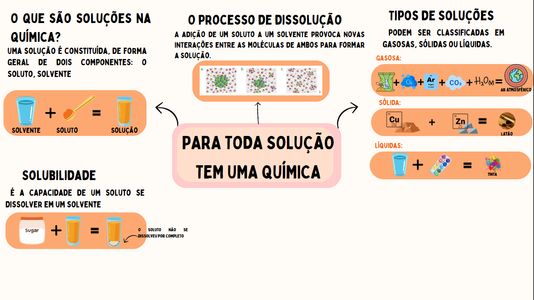 O QUE SÃO SOLUÇÕES NA
QUÍMICA?
UMA SOLUÇÃO É CONSTITUÍDA, DE FORMA
GERAL DE DOIS COMPONENTES: O
SOLUTO, SOLVENTE
SOLVENTE
SOLUTO
SOLUÇÃO
SOLUBILIDADE
É A CAPACIDADE DE UM SOLUTO SE
DISSOLVER EM UM SOLVENTE
Sugar
O SOLUTO NÃO SE
DISSOLVEU POR COMPLETO
O PROCESSO DE DISSOLUÇÃO
A ADIÇÃO DE UM SOLUTO A UM SOLVENTE PROVOCA NOVAS
INTERAÇÕES ENTRE AS MOLÉCULAS DE AMBOS PARA FORMAR
A SOLUÇÃO.
PARA TODA SOLUÇÃO
TEM UMA QUÍMICA
TIPOS DE SOLUÇÕES
PODEM SER CLASSIFICADAS EM
GASOSAS, SÓLIDAS OU LÍQUIDAS.
GASOSA:
Ar
CO₂
H₂O
AR ATMOSFÉRICO
SÓLIDA:
Cu
Zn
LATÃO
LÍQUIDAS:
TINTA